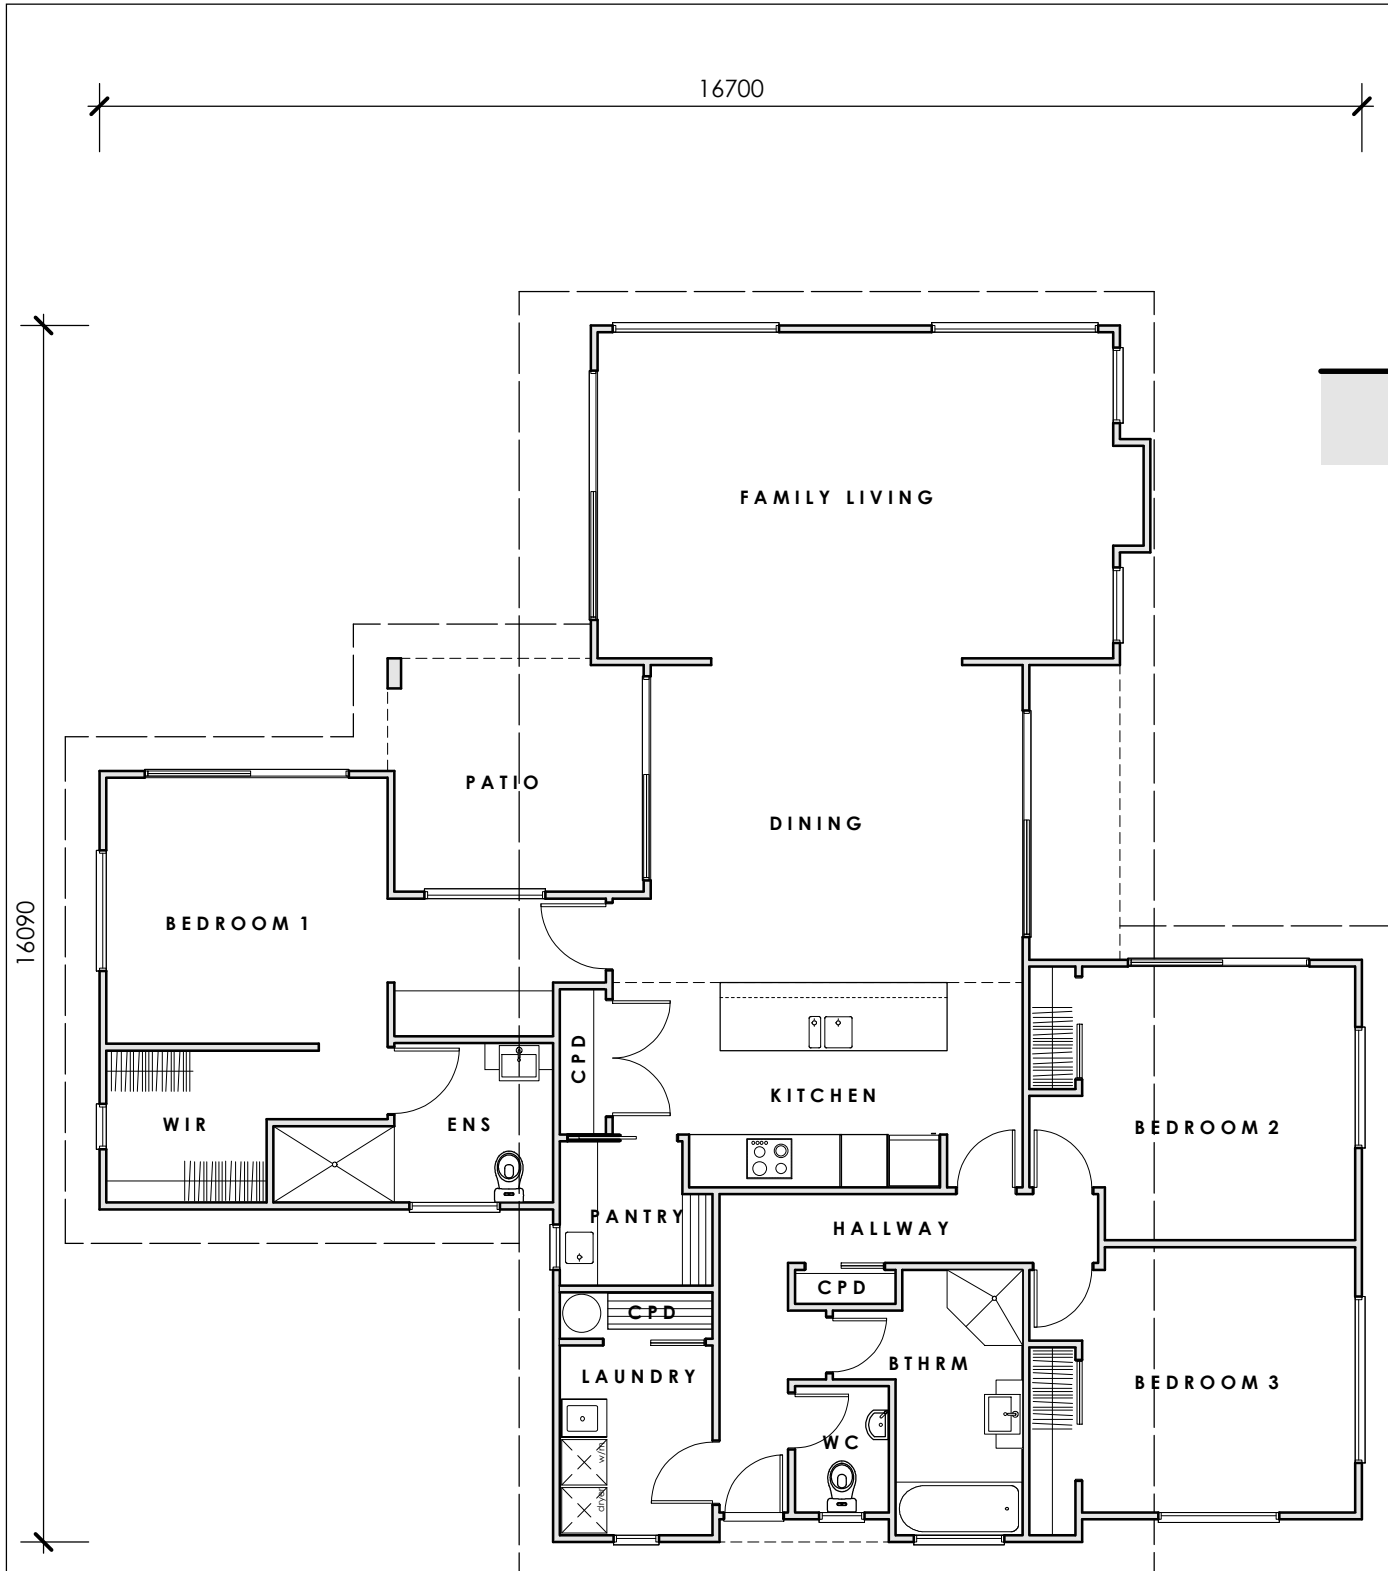 16700
16090
FAMILY LIVING
PATIO
DINING
BEDROOM 1
CPD
KITCHEN
WIR
ENS
BEDROOM 2
PANTRY
HALLWAY
CPD
CPD
LAUNDRY
BTHRM
BEDROOM 3
WC
w/m
dryer